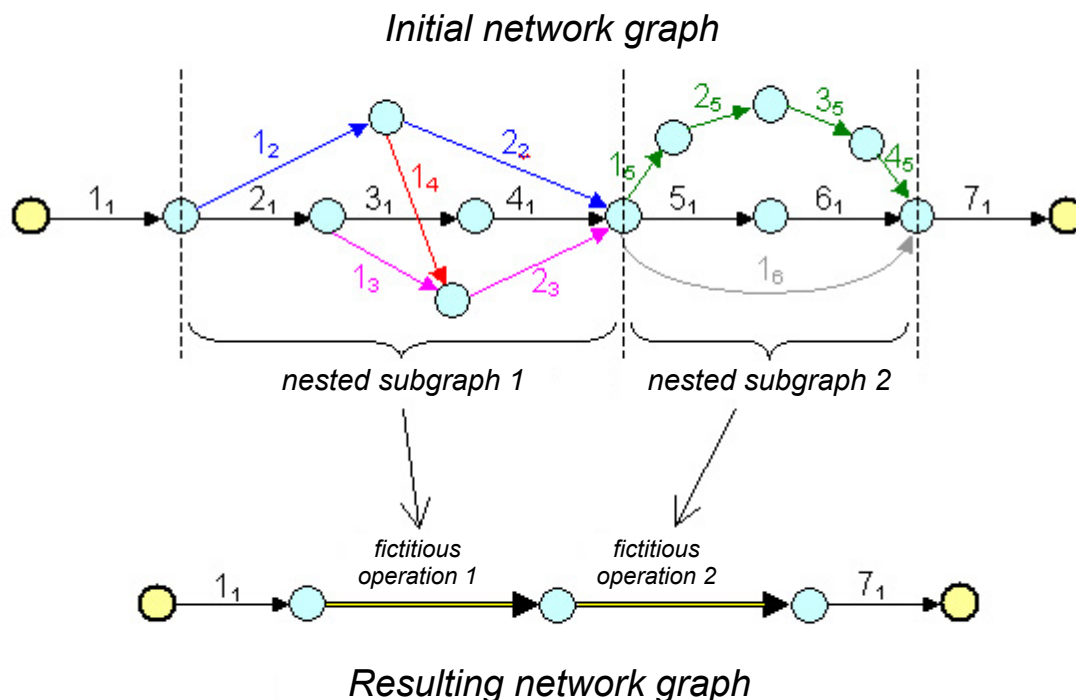 Initial network graph
1₁
1₂
2₂
1₄
2₁
3₁
4₁
1₃
2₃
1₅
2₅
3₅
4₅
5₁
6₁
1₆
7₁
nested subgraph 1
nested subgraph 2
fictitious
operation 1
fictitious
operation 2
1₁
7₁
Resulting network graph